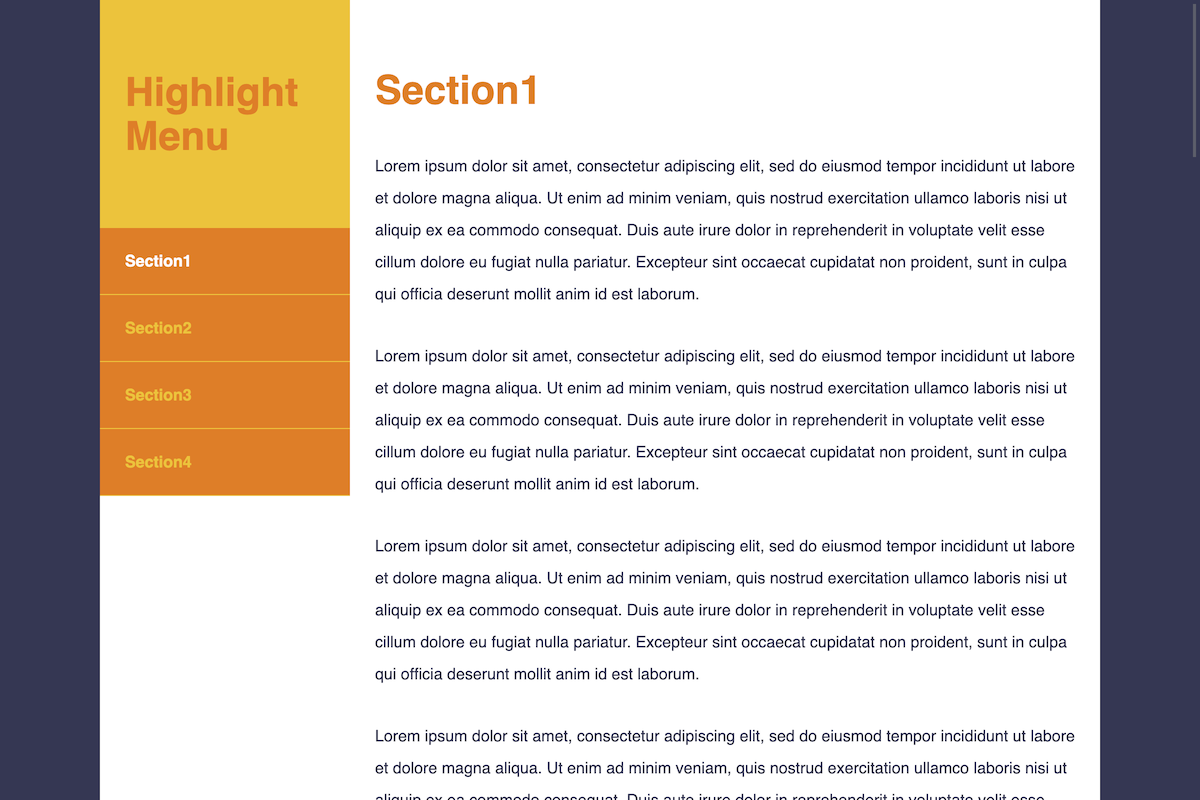 Highlight
Menu
Section1
Section2
Section3
Section4
Section1
Lorem ipsum dolor sit amet, consectetur adipiscing elit, sed do eiusmod tempor incididunt ut labore
et dolore magna aliqua. Ut enim ad minim veniam, quis nostrud exercitation ullamco laboris nisi ut
aliquip ex ea commodo consequat. Duis aute irure dolor in reprehenderit in voluptate velit esse
cillum dolore eu fugiat nulla pariatur. Excepteur sint occaecat cupidatat non proident, sunt in culpa
qui officia deserunt mollit anim id est laborum.
Lorem ipsum dolor sit amet, consectetur adipiscing elit, sed do eiusmod tempor incididunt ut labore
et dolore magna aliqua. Ut enim ad minim veniam, quis nostrud exercitation ullamco laboris nisi ut
aliquip ex ea commodo consequat. Duis aute irure dolor in reprehenderit in voluptate velit esse
cillum dolore eu fugiat nulla pariatur. Excepteur sint occaecat cupidatat non proident, sunt in culpa
qui officia deserunt mollit anim id est laborum.
Lorem ipsum dolor sit amet, consectetur adipiscing elit, sed do eiusmod tempor incididunt ut labore
et dolore magna aliqua. Ut enim ad minim veniam, quis nostrud exercitation ullamco laboris nisi ut
aliquip ex ea commodo consequat. Duis aute irure dolor in reprehenderit in voluptate velit esse
cillum dolore eu fugiat nulla pariatur. Excepteur sint occaecat cupidatat non proident, sunt in culpa
qui officia deserunt mollit anim id est laborum.
Lorem ipsum dolor sit amet, consectetur adipiscing elit, sed do eiusmod tempor incididunt ut labore
et dolore magna aliqua. Ut enim ad minim veniam, quis nostrud exercitation ullamco laboris nisi ut